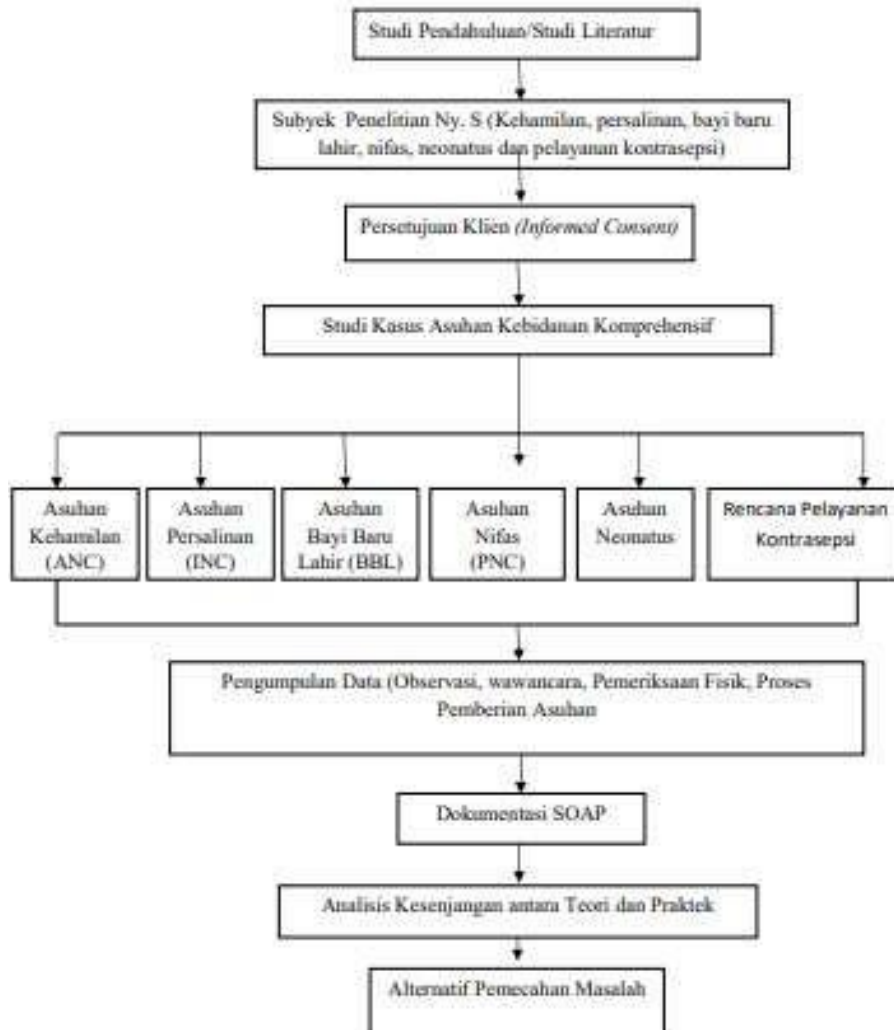 Studi Pendahuluan/Studi Literatur
Subyek Penelitian Ny. S (Kehamilan, persalinan, bayi baru
lahir, nifas, neonatus dan pelayanan kontrasepsi)
Persetujuan Klien (Informed Consent)
Studi Kasus Asuhan Kebidanan Komprehensif
Asuhan
Kehamilan
(ANC)
Asuhan
Persalinan
(INC)
Asuhan
Bayi Baru
Lahir (BBL)
Asuhan
Nifas
(PNC)
Asuhan
Neonatus
Rencana Pelayanan
Kontrasepsi
Pengumpulan Data (Observasi, wawancara, Pemeriksaan Fisik, Proses
Pemberian Asuhan
Dokumentasi SOAP
Analisis Kesenjangan antara Teori dan Praktek
Alternatif Pemecahan Masalah